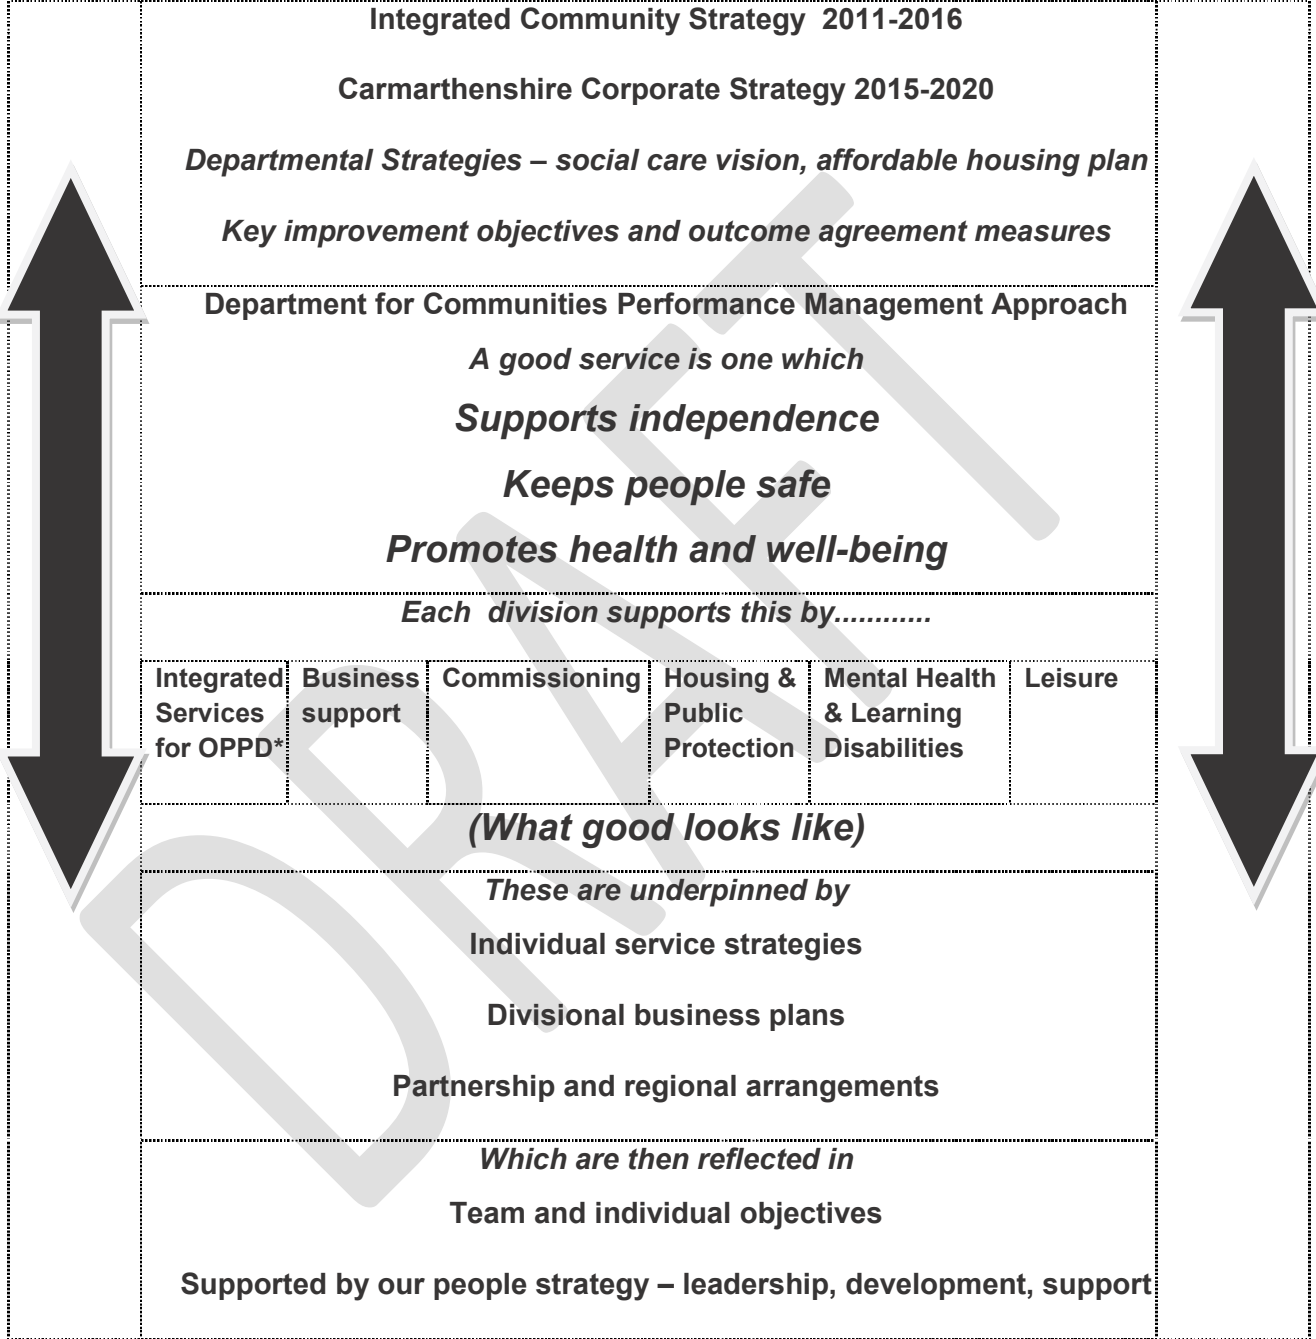 Integrated Community Strategy  2011-2016
Carmarthenshire Corporate Strategy 2015-2020
Departmental Strategies – social care vision, affordable housing plan
Key improvement objectives and outcome agreement measures
Department for Communities Performance Management Approach
A good service is one which
Supports independence
Keeps people safe
Promotes health and well-being
Each  division supports this by............
Integrated
Services
for OPPD*
Business
support
Commissioning
Housing &
Public
Protection
Mental Health
& Learning
Disabilities
Leisure
(What good looks like)
These are underpinned by
Individual service strategies
Divisional business plans
Partnership and regional arrangements
Which are then reflected in
Team and individual objectives
Supported by our people strategy – leadership, development, support
DRAFT